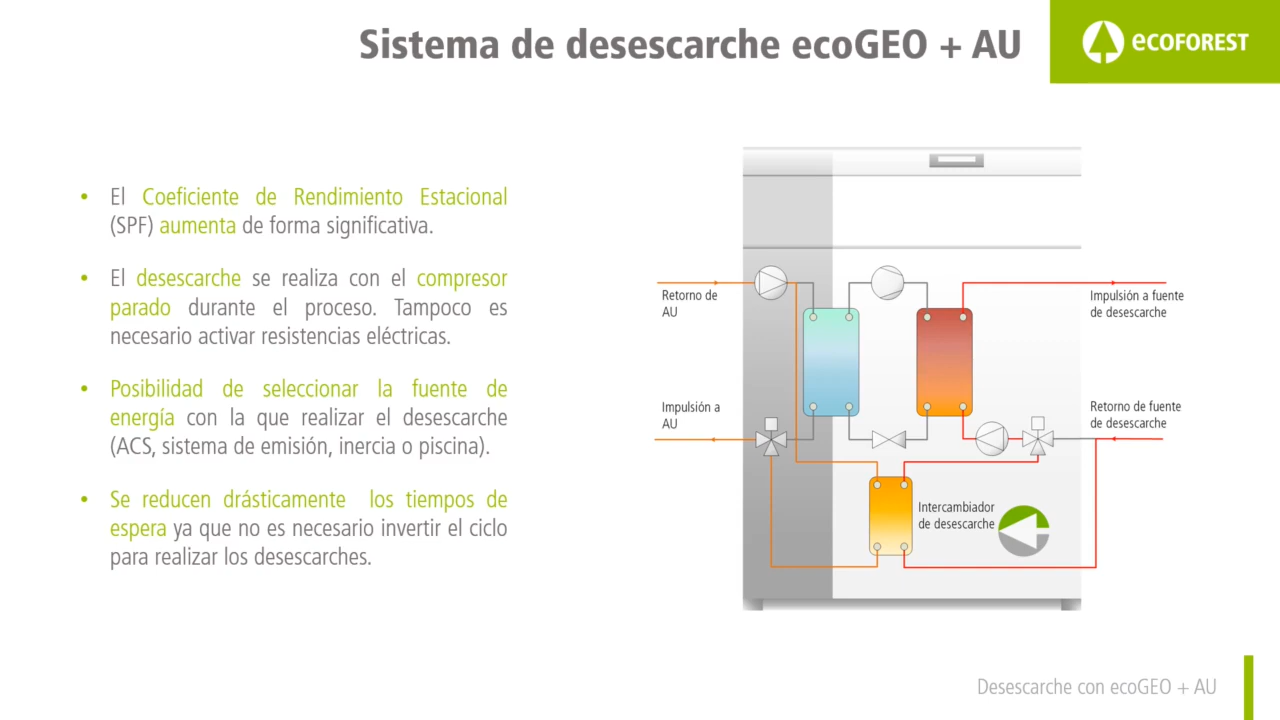 Sistema de desescarche ecoGEO + AU
ecoforest
• El Coeficiente de Rendimiento Estacional
(SPF) aumenta de forma significativa.
• El desescarche se realiza con el compresor
parado durante el proceso. Tampoco es
necesario activar resistencias eléctricas.
• Posibilidad de seleccionar la fuente de
energía con la que realizar el desescarche
(ACS, sistema de emisión, inercia o piscina).
• Se reducen drásticamente los tiempos de
espera ya que no es necesario invertir el ciclo
para realizar los desescarches.
Retorno de
AU
Impulsión a
AU
Impulsión a fuente
de desescarche
Retorno de fuente
de desescarche
Intercambiador
de desescarche
Desescarche con ecoGEO + AU